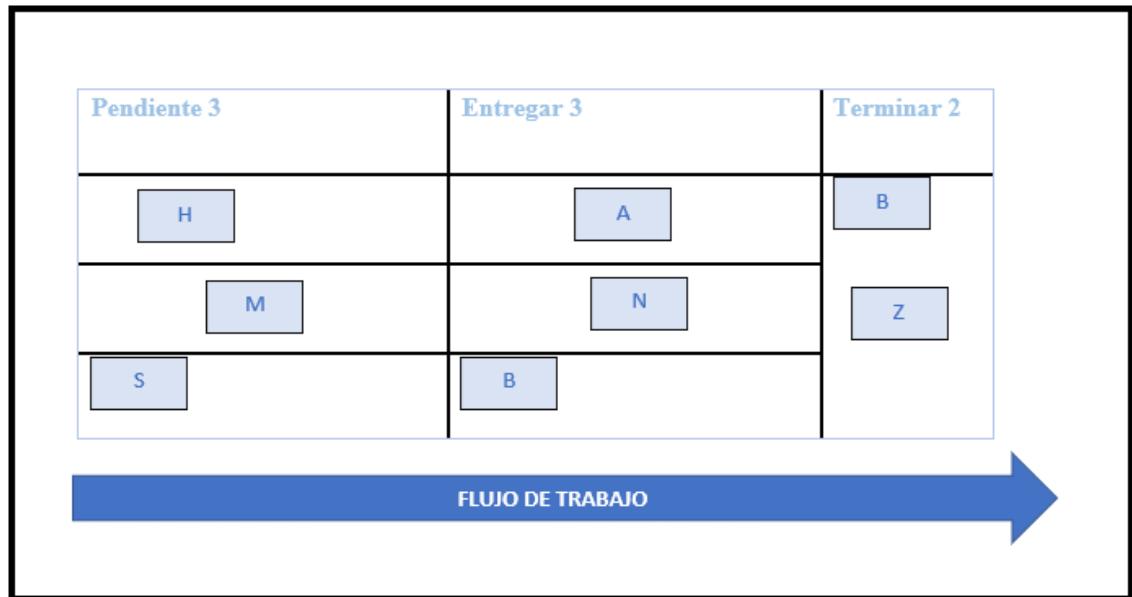 Pendiente 3
Entregar 3
Terminar 2
H
A
B
M
N
Z
S
B
FLUJO DE TRABAJO